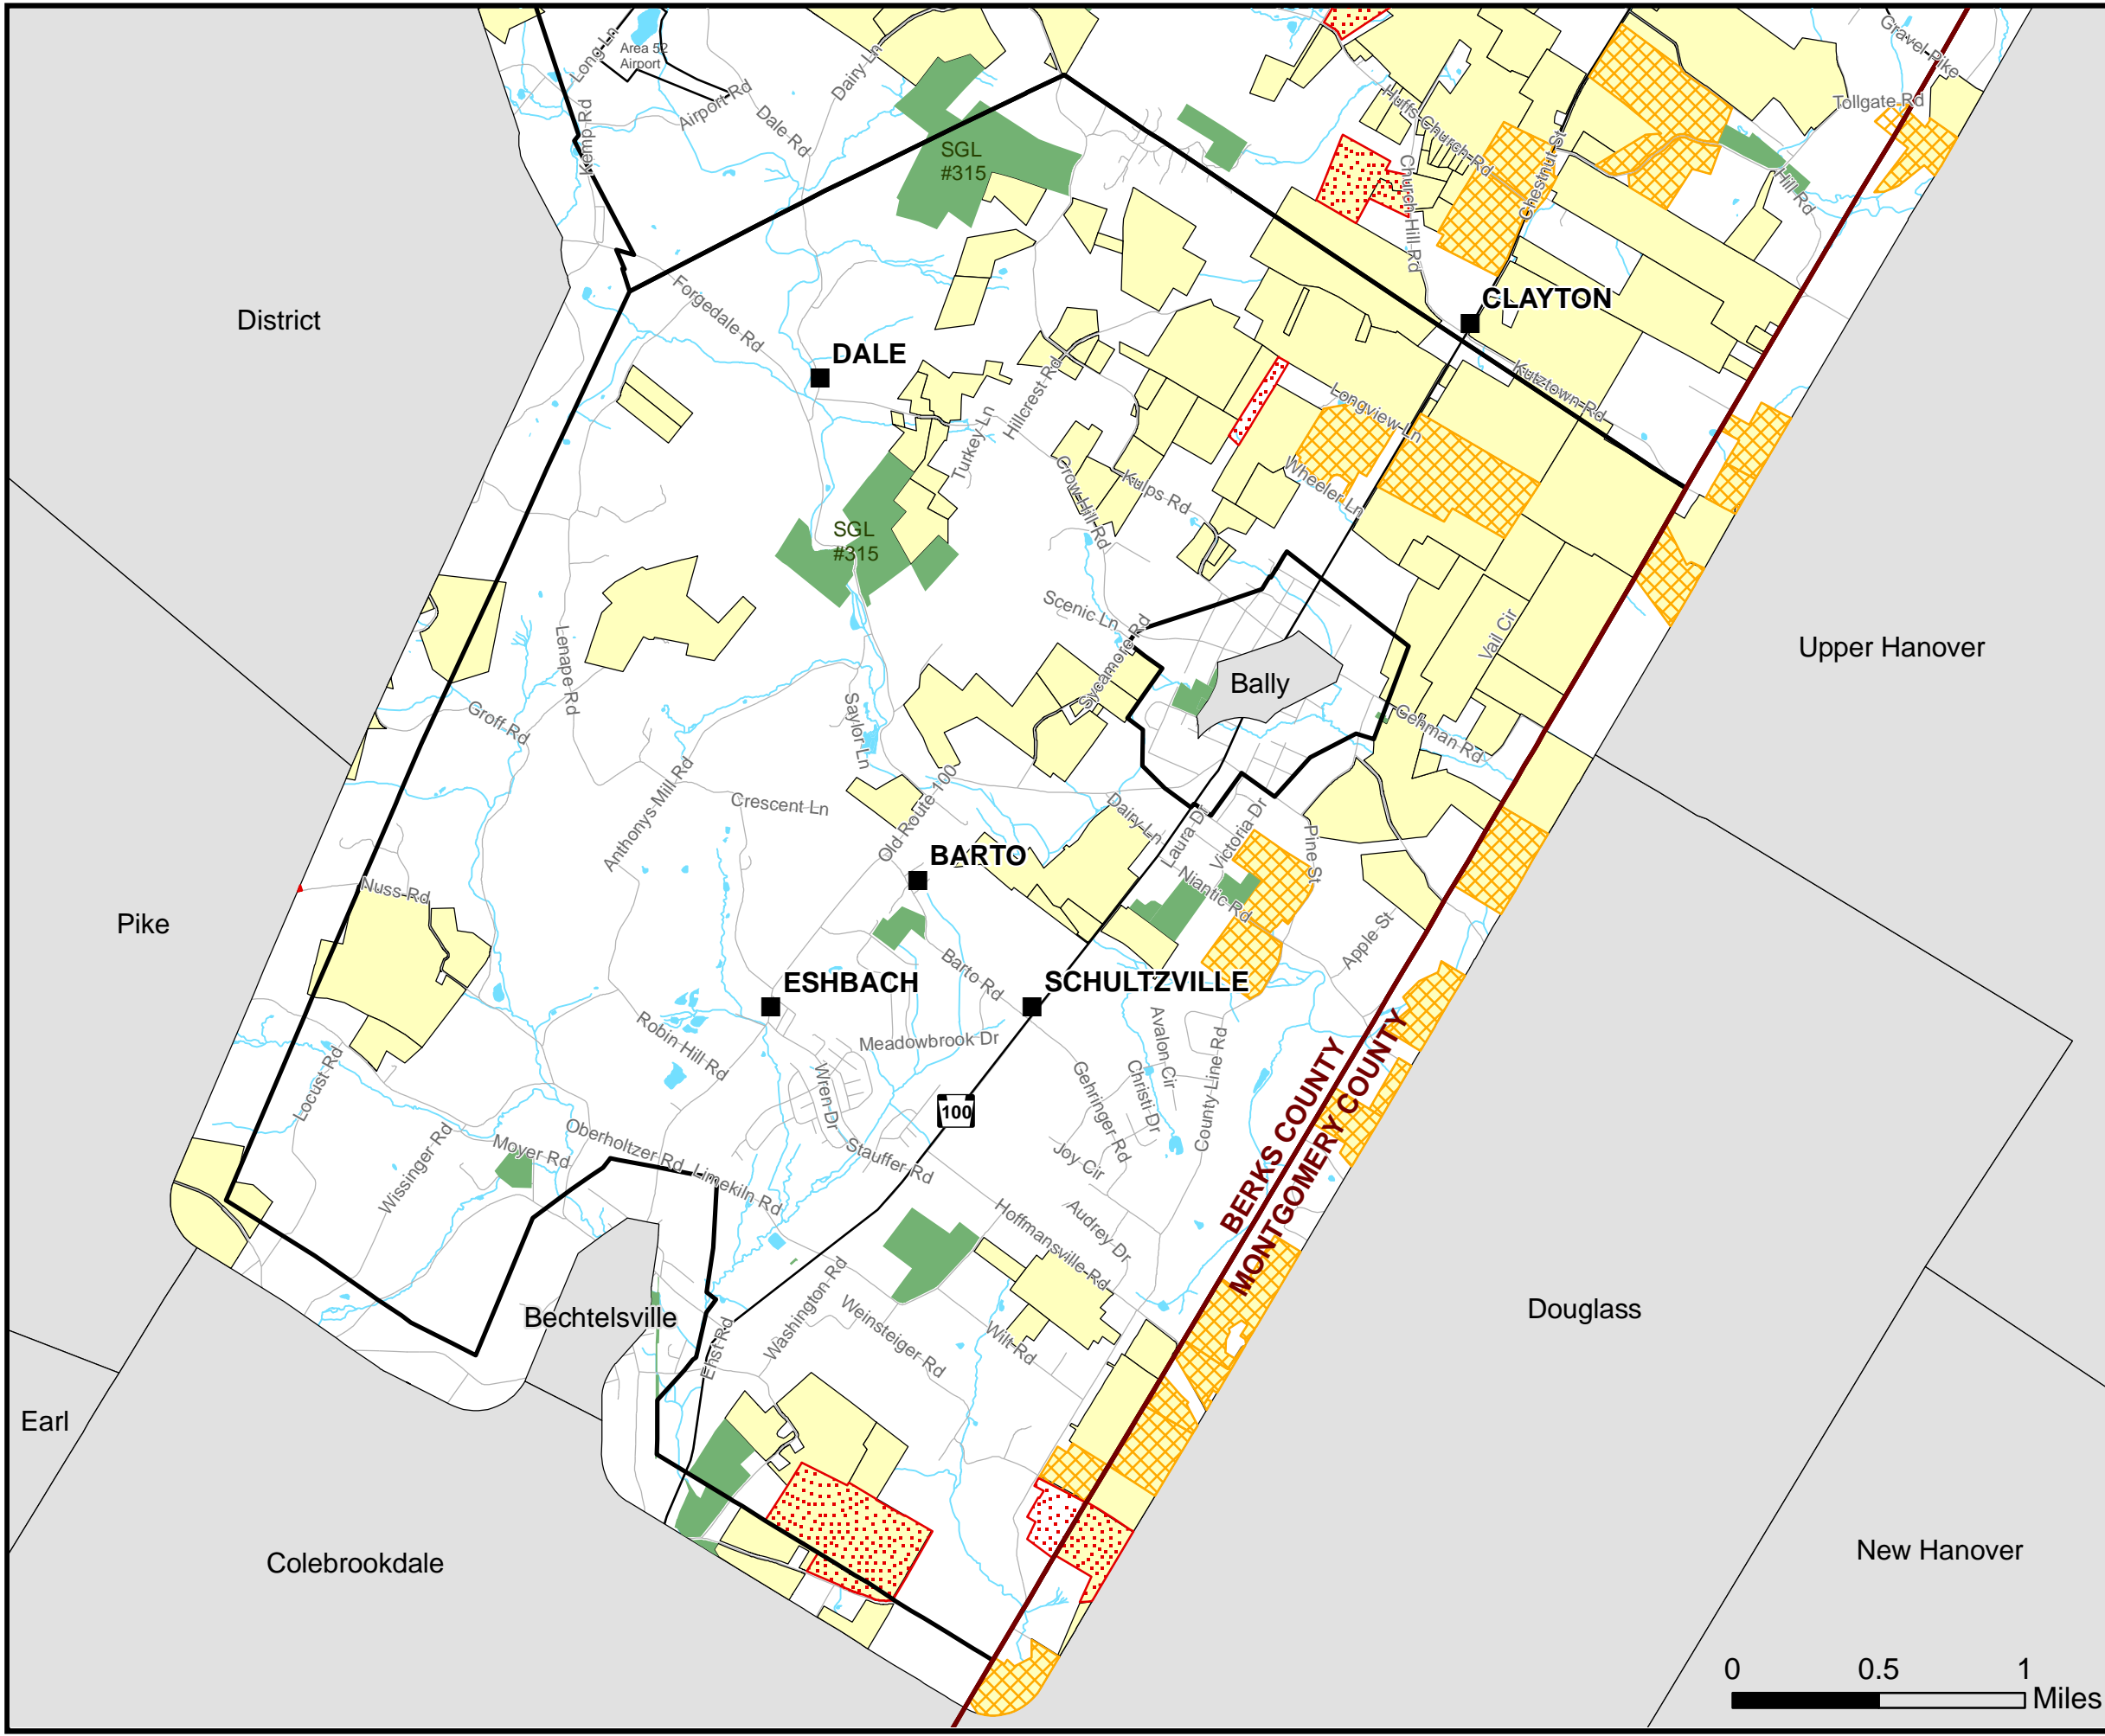 Long Ln
Area 52
Airport
Gravel Pike
Dairy Ln
Airport Rd
Dale Rd
Kemp Rd
Tollgate Rd
Huffs Church Rd
SGL
#315
Church Hill Rd
Chestnut St
Hill Rd
District
Forgedale Rd
CLAYTON
DALE
Kutztown Rd
Hillcrest Rd
Longview Ln
Turkey Ln
Crow Hill Rd
Kulps Rd
Wheeler Ln
SGL
#315
Scenic Ln
Sycamore Rd
Vail Cir
Upper Hanover
Lenape Rd
Bally
Groff Rd
Saylor Ln
Gehman Rd
Anthonys Mill Rd
Crescent Ln
Old Route 100
Dairy Ln
Laura Dr
Victoria Dr
Pine St
BARTO
Nuss Rd
Niantic Rd
Pike
Apple St
Barto Rd
ESHBACH
SCHULTZVILLE
Robin Hill Rd
Meadowbrook Dr
Avalon Cir
Christi Dr
County Line Rd
Locust Rd
Wren Dr
Gehringer Rd
BERKS COUNTY
MONTGOMERY COUNTY
100
Wissinger Rd
Moyer Rd
Oberholtzer Rd
Limekiln Rd
Stauffer Rd
Joy Cir
Hoffmansville Rd
Audrey Dr
Bechtelsville
Washington Rd
Weinsteiger Rd
Wilt Rd
Douglass
Enst Rd
Earl
Colebrookdale
New Hanover
0 0.5 1
Miles